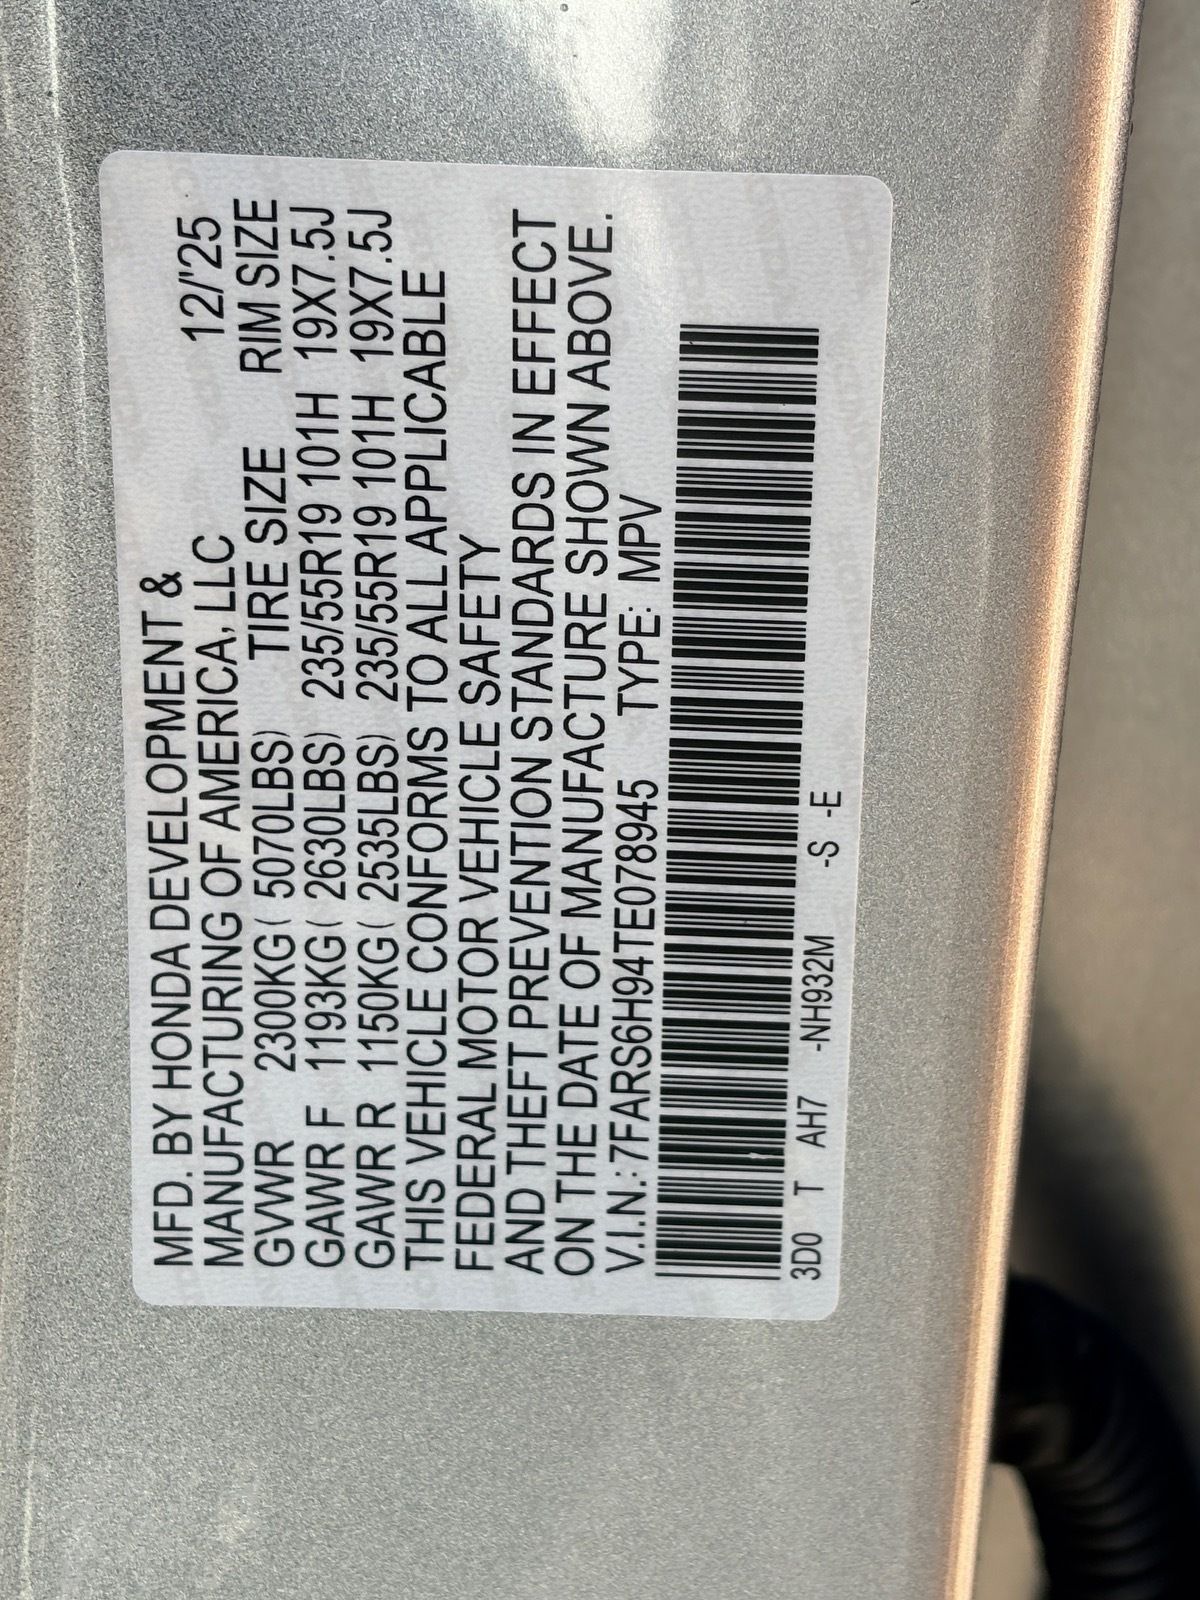 MFD. BY HONDA DEVELOPMENT &
MANUFACTURING OF AMERICA, LLC 12/'25
GVWR 2300KG ( 5070LBS) TIRE SIZE RIM SIZE
GAWR F 1193KG ( 2630LBS) 235/55R19 101H 19X7.5J
GAWR R 1150KG ( 2535LBS) 235/55R19 101H 19X7.5J
THIS VEHICLE CONFORMS TO ALL APPLICABLE
FEDERAL MOTOR VEHICLE SAFETY
AND THEFT PREVENTION STANDARDS IN EFFECT
ON THE DATE OF MANUFACTURE SHOWN ABOVE.
V.I.N.:7FARS6H94TE078945 TYPE: MPV
3D0 T AH7 -NH932M -S -E